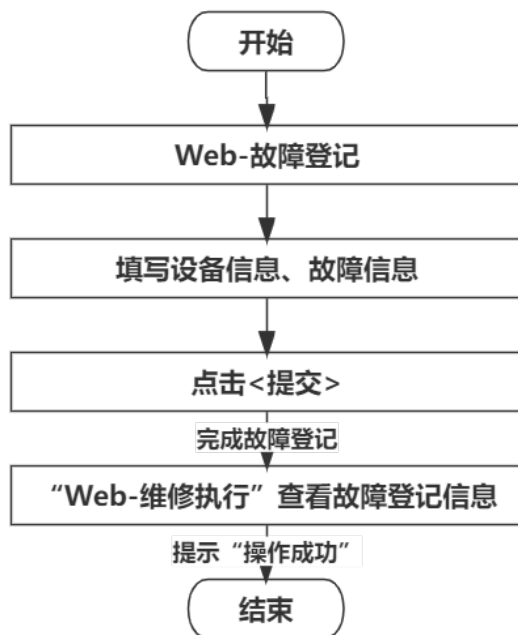 开始
Web-故障登记
填写设备信息、故障信息
点击<提交>
完成故障登记
“Web-维修执行”查看故障登记信息
提示“操作成功”
结束